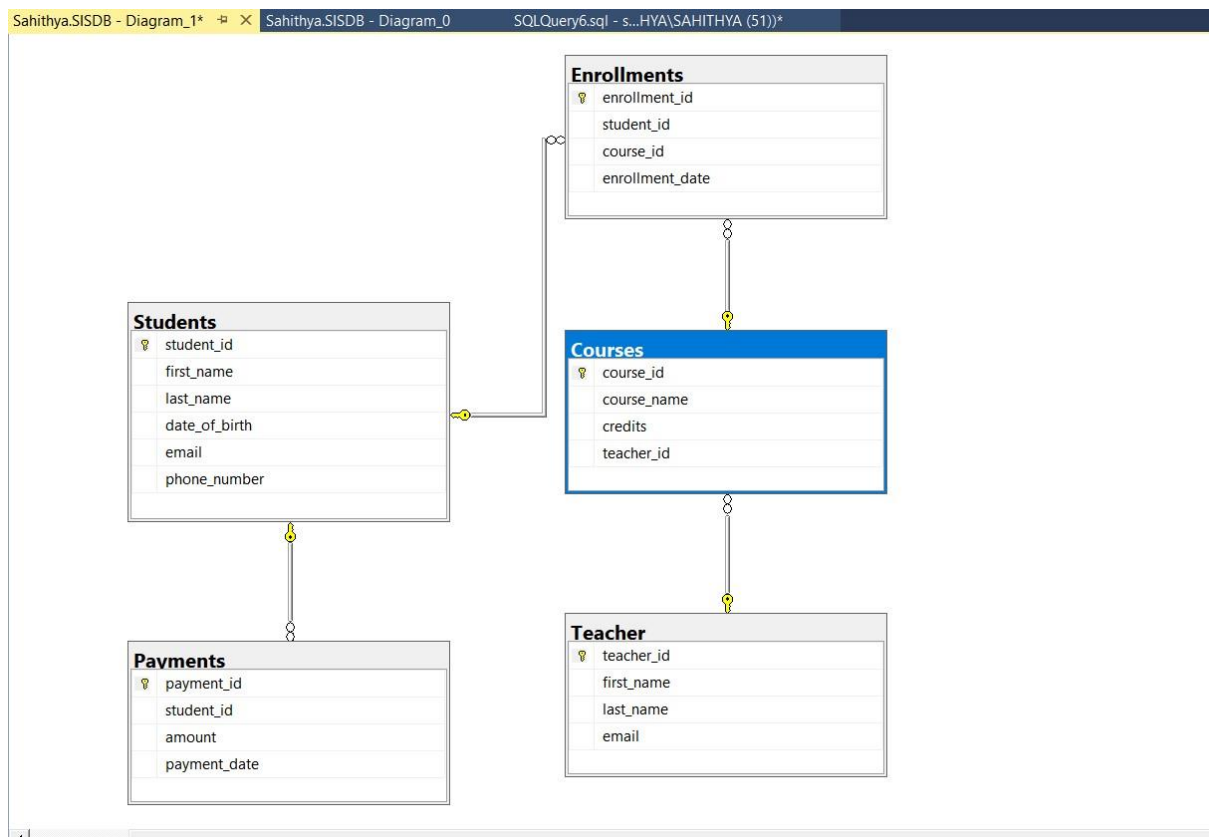 Sahithya.SISDB - Diagram_1* Sahithya.SISDB - Diagram_0 SQLQuery6.sql - s...HYA\SAHITHYA (51))*
Enrollments
enrollment_id
student_id
course_id
enrollment_date
Students
student_id
first_name
last_name
date_of_birth
email
phone_number
Courses
course_id
course_name
credits
teacher_id
Payments
payment_id
student_id
amount
payment_date
Teacher
teacher_id
first_name
last_name
email